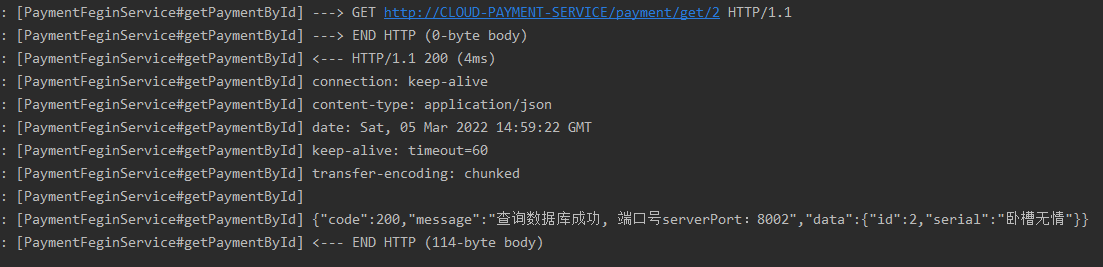 : [PaymentFeginService#getPaymentById] ---> GET http://CLOUD-PAYMENT-SERVICE/payment/get/2 HTTP/1.1
: [PaymentFeginService#getPaymentById] ---> END HTTP (0-byte body)
: [PaymentFeginService#getPaymentById] <--- HTTP/1.1 200 (4ms)
: [PaymentFeginService#getPaymentById] connection: keep-alive
: [PaymentFeginService#getPaymentById] content-type: application/json
: [PaymentFeginService#getPaymentById] date: Sat, 05 Mar 2022 14:59:22 GMT
: [PaymentFeginService#getPaymentById] keep-alive: timeout=60
: [PaymentFeginService#getPaymentById] transfer-encoding: chunked
: [PaymentFeginService#getPaymentById]
: [PaymentFeginService#getPaymentById] {"code":200,"message":"查询数据库成功, 端口号serverPort：8002","data":{"id":2,"serial":"卧槽无情"}}
: [PaymentFeginService#getPaymentById] <--- END HTTP (114-byte body)